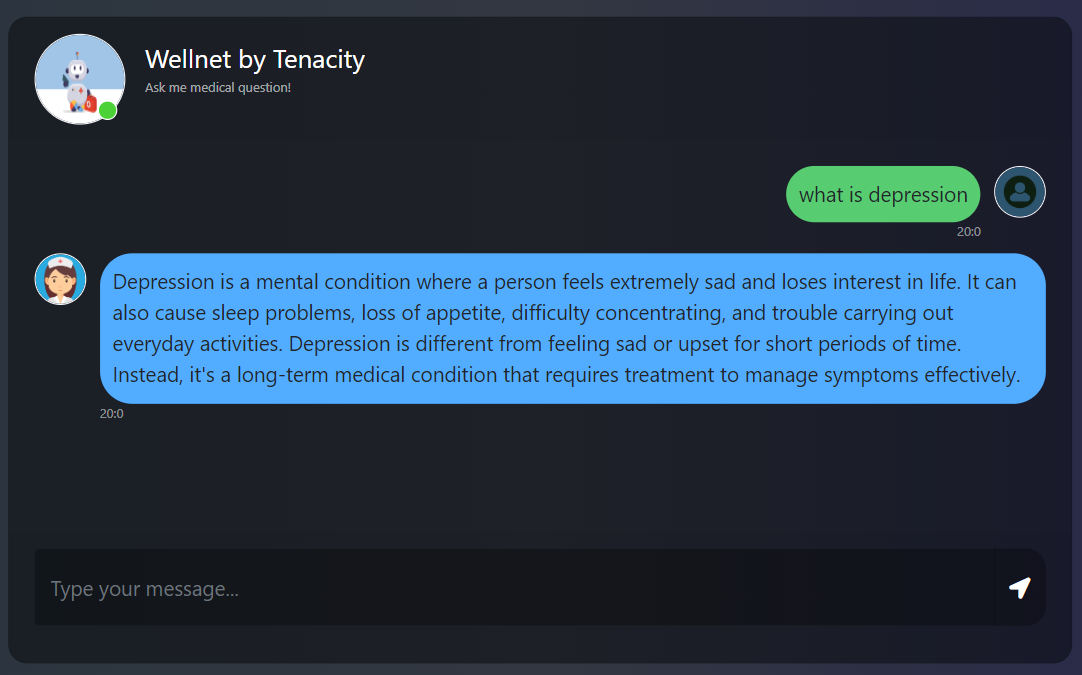 Wellnet by Tenacity
Ask me medical question!
what is depression
20:0
Depression is a mental condition where a person feels extremely sad and loses interest in life. It can
also cause sleep problems, loss of appetite, difficulty concentrating, and trouble carrying out
everyday activities. Depression is different from feeling sad or upset for short periods of time.
Instead, it's a long-term medical condition that requires treatment to manage symptoms effectively.
20:0
Type your message...